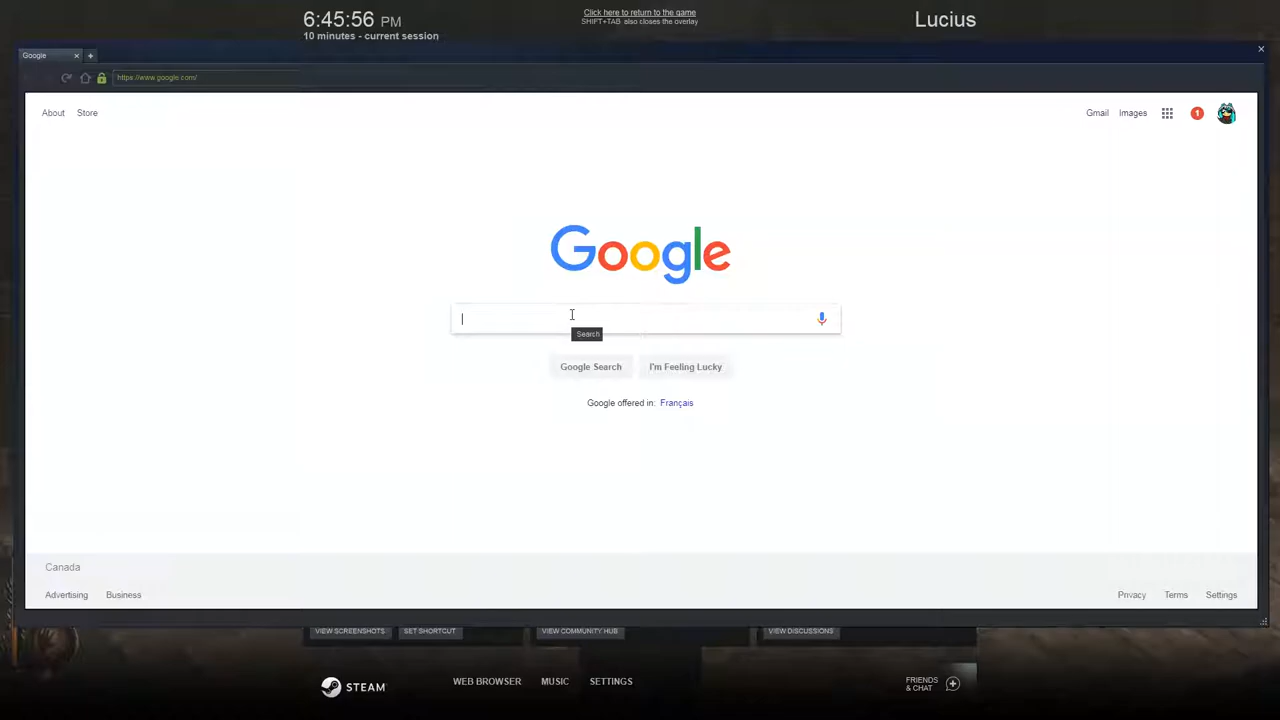 6:45:56 PM
10 minutes - current session
Click here to return to the game
SHIFT+TAB also closes the overlay
Lucius
Google
https://www.google.com/
About Store
Gmail Images 1
Google
Search
Google Search I'm Feeling Lucky
Google offered in: Français
Canada
Advertising Business
Privacy Terms Settings
VIEW SCREENSHOTS SET SHORTCUT VIEW COMMUNITY HUB VIEW DISCUSSIONS
STEAM WEB BROWSER MUSIC SETTINGS
FRIENDS
& CHAT